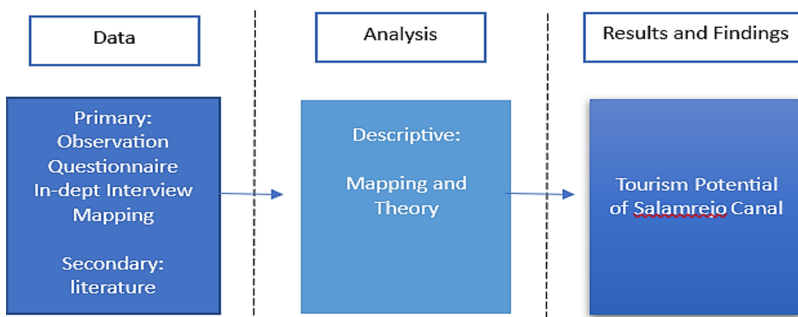 Data
Analysis
Results and Findings
Primary:
Observation
Questionnaire
In-dept Interview
Mapping
Secondary:
literature
Descriptive:
Mapping and
Theory
Tourism Potential
of Salamrejo Canal